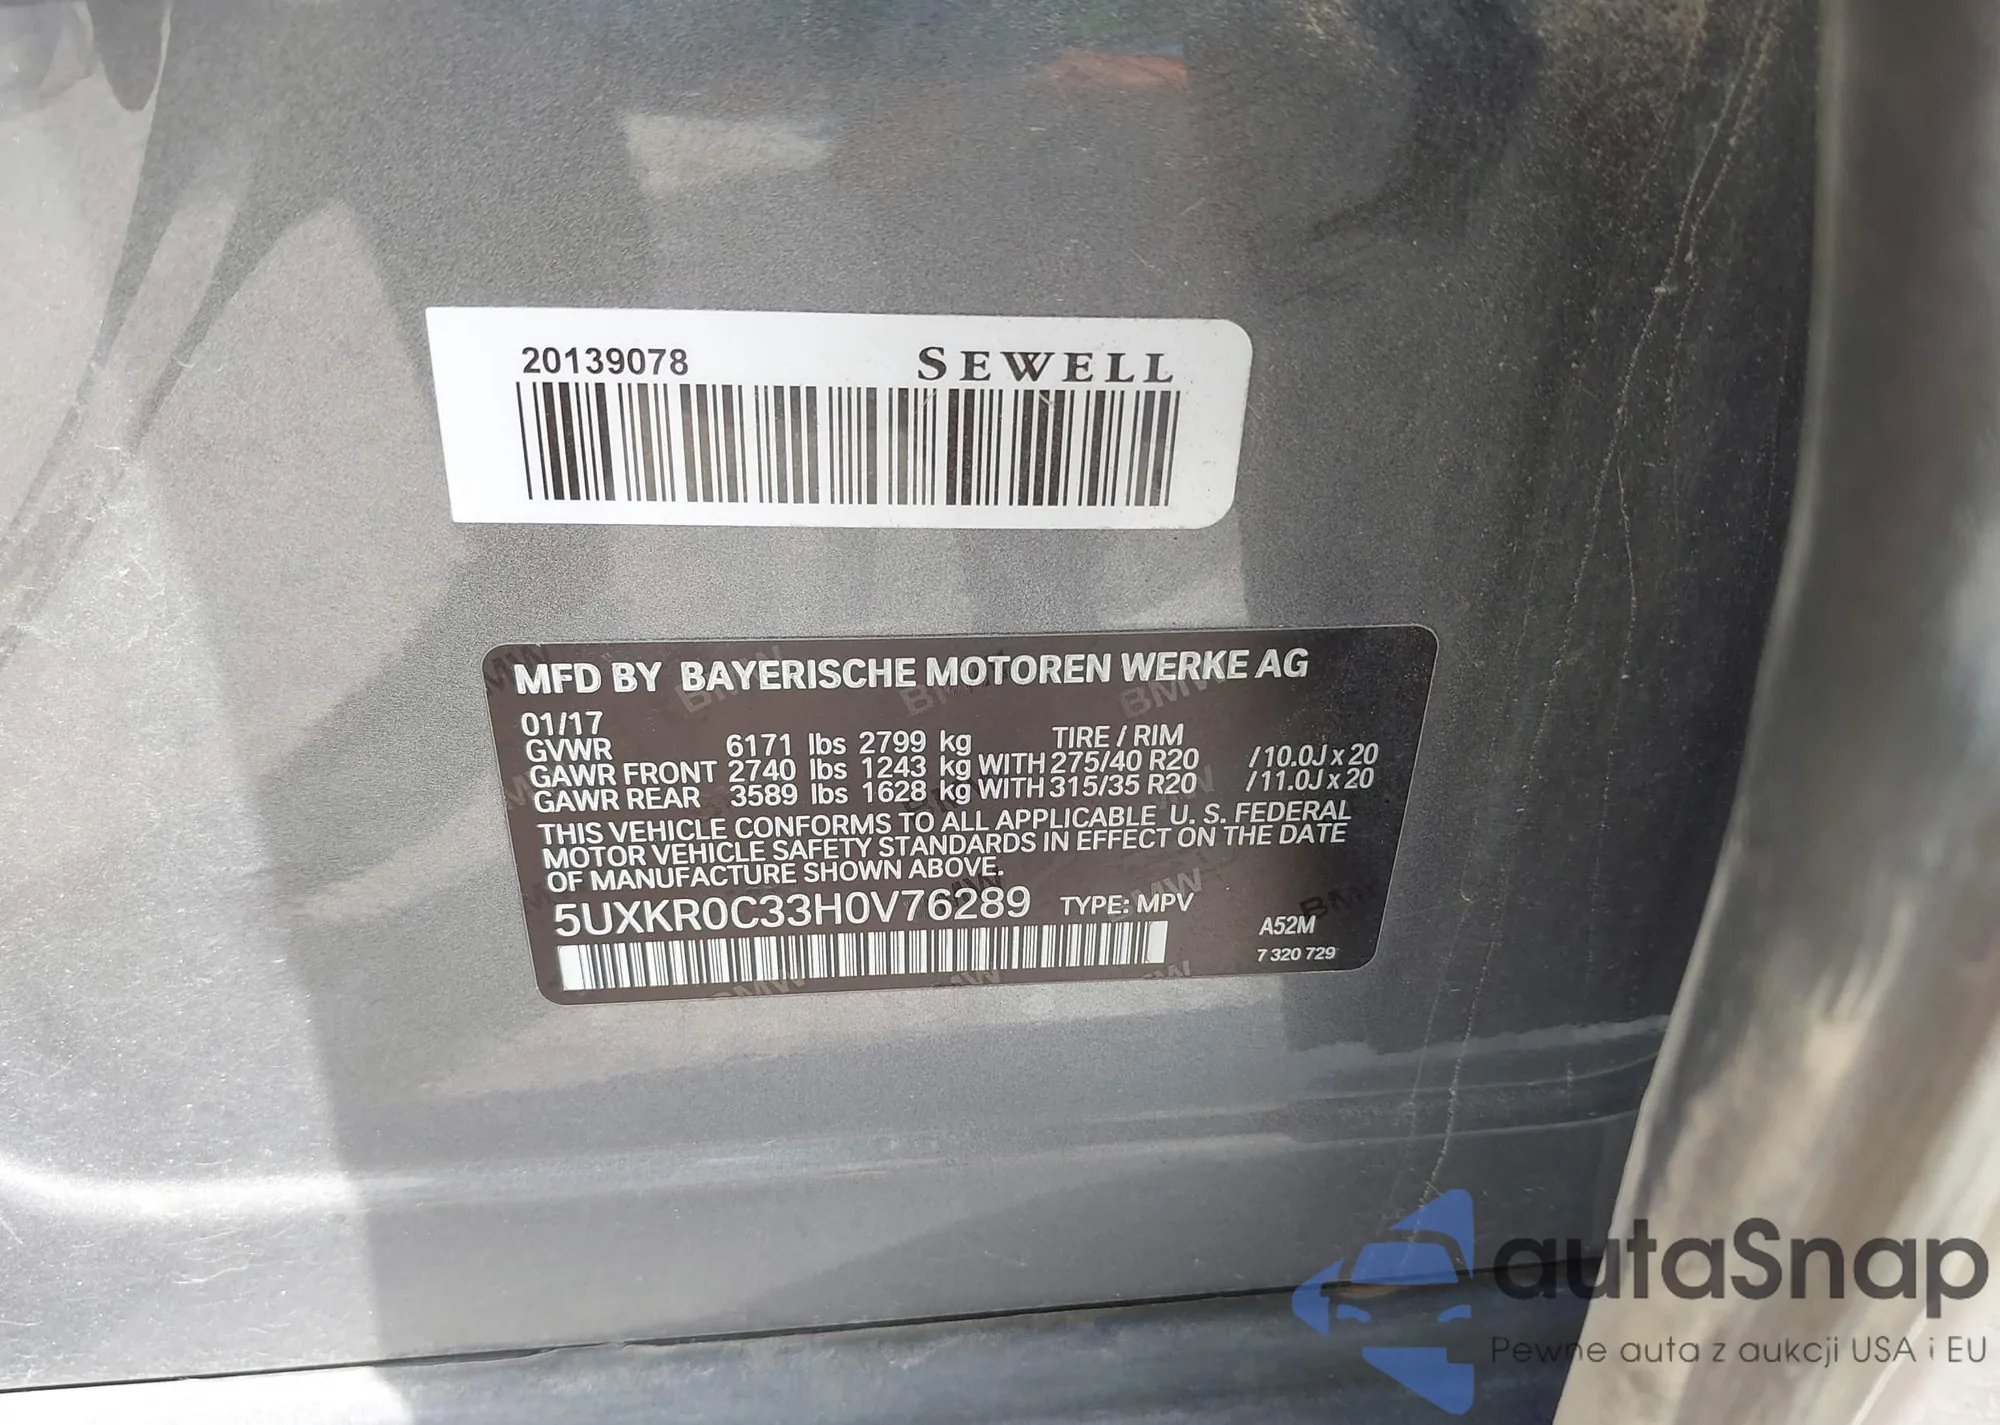 20139078 SEWELL
MFD BY BAYERISCHE MOTOREN WERKE AG
01/17
GVWR 6171 lbs 2799 kg TIRE / RIM
GAWR FRONT 2740 lbs 1243 kg WITH 275/40 R20 /10.0J x 20
GAWR REAR 3589 lbs 1628 kg WITH 315/35 R20 /11.0J x 20
THIS VEHICLE CONFORMS TO ALL APPLICABLE U. S. FEDERAL
MOTOR VEHICLE SAFETY STANDARDS IN EFFECT ON THE DATE
OF MANUFACTURE SHOWN ABOVE.
5UXKR0C33H0V76289 TYPE: MPV
A52M
7 320 729
autaSnap
Pewne auta z aukcji USA i EU